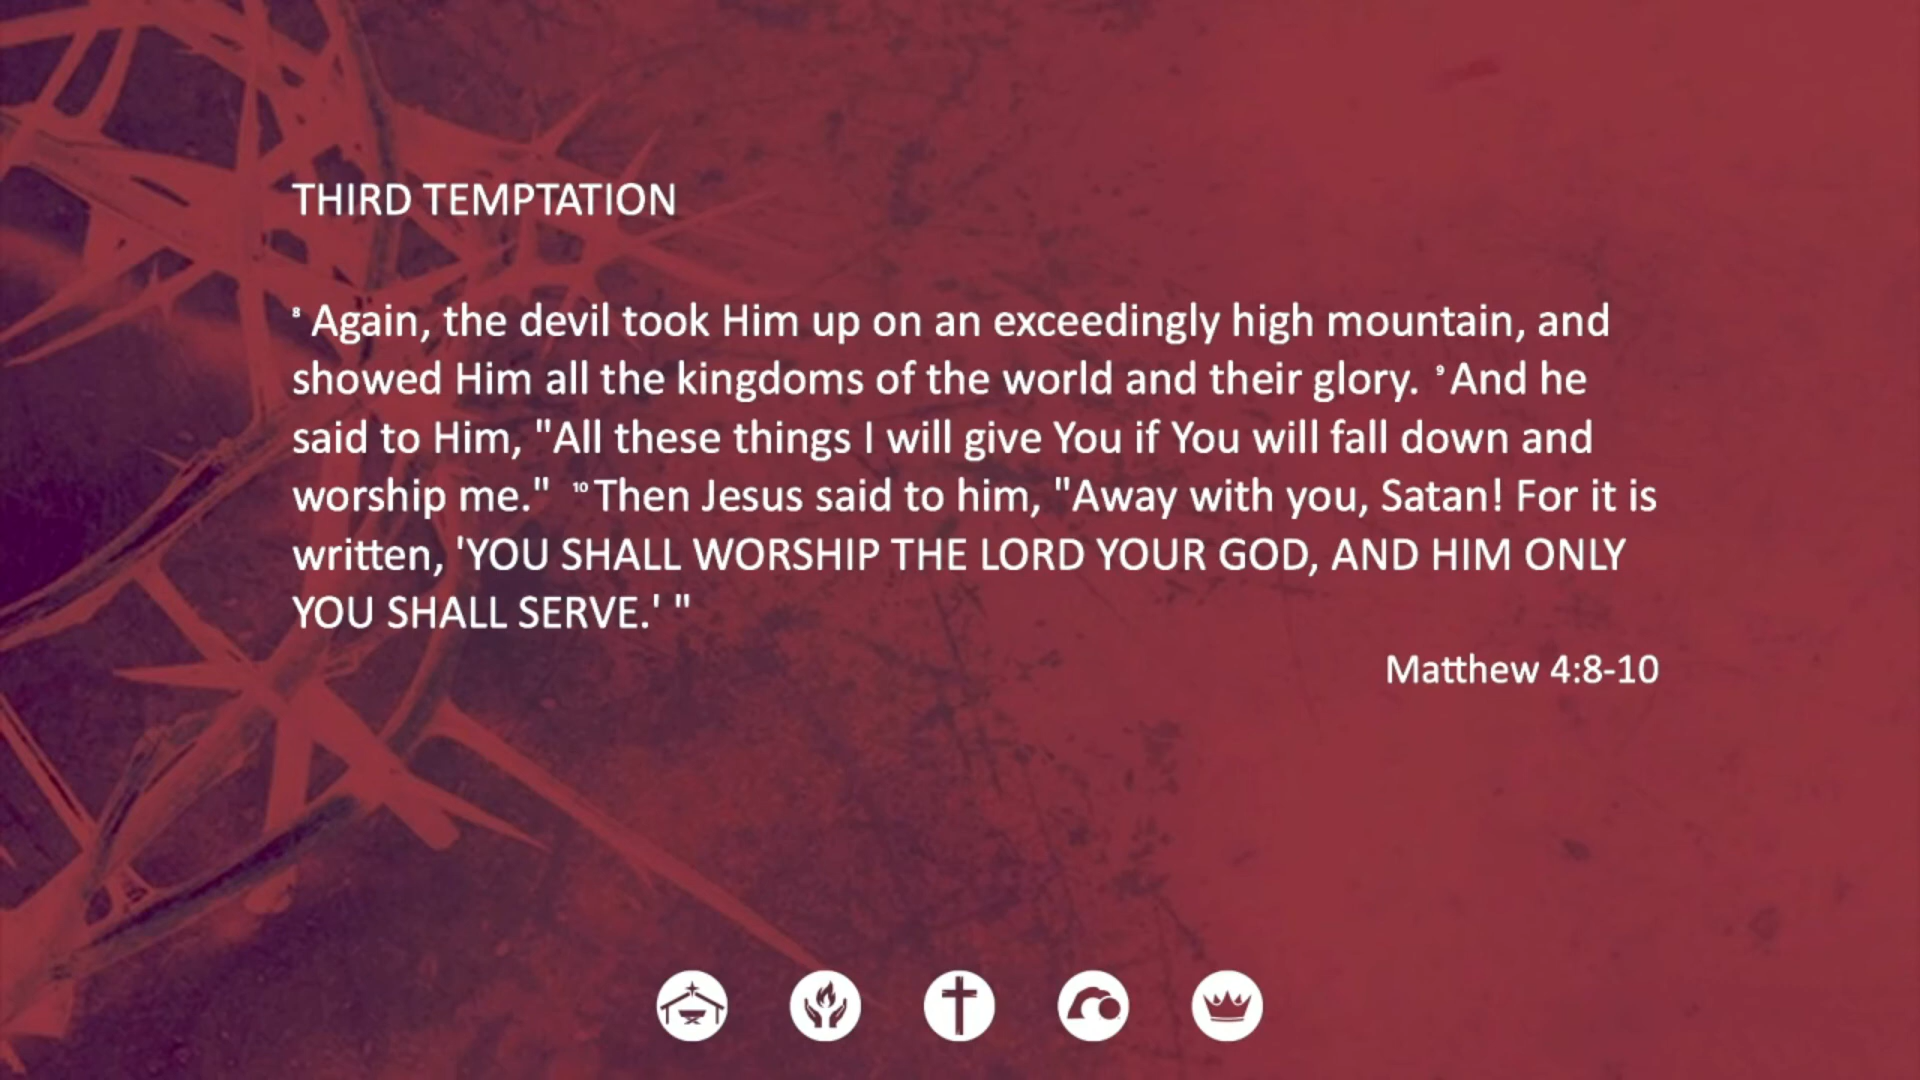 THIRD TEMPTATION
⁸ Again, the devil took Him up on an exceedingly high mountain, and
showed Him all the kingdoms of the world and their glory. ⁹ And he
said to Him, "All these things I will give You if You will fall down and
worship me." ¹⁰ Then Jesus said to him, "Away with you, Satan! For it is
written, 'YOU SHALL WORSHIP THE LORD YOUR GOD, AND HIM ONLY
YOU SHALL SERVE.' "
Matthew 4:8-10